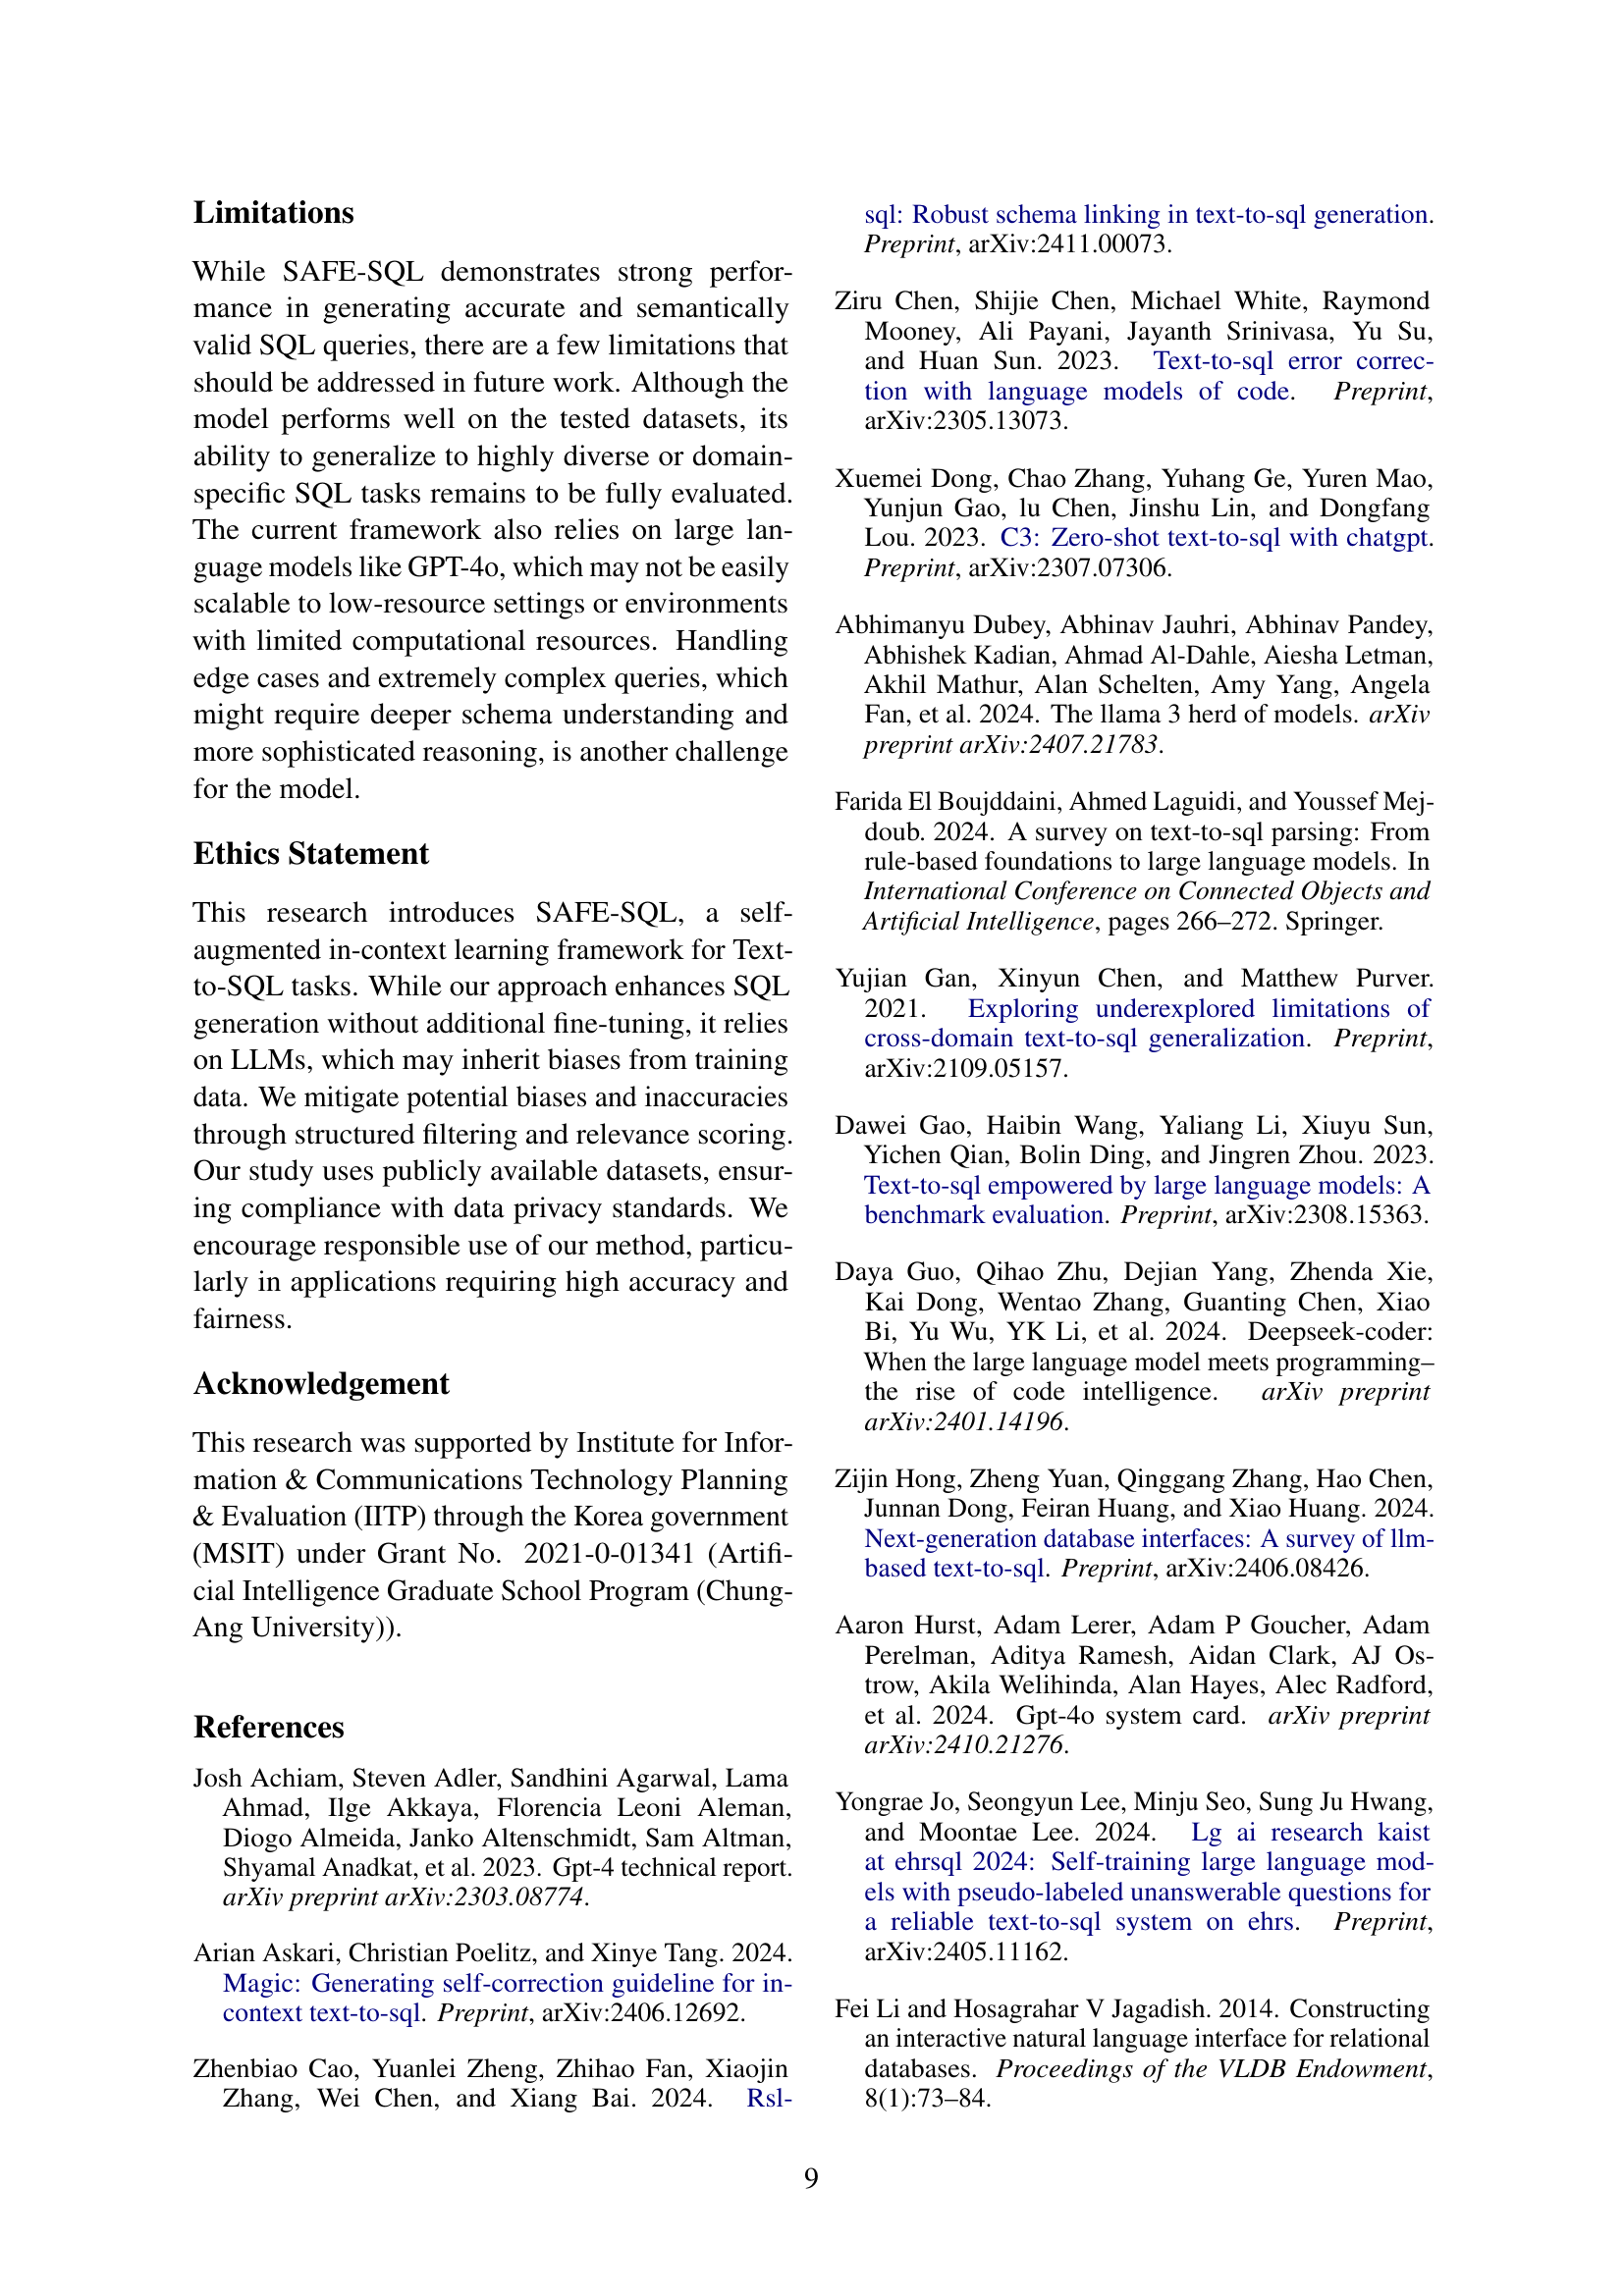 Limitations
While SAFE-SQL demonstrates strong perfor-
mance in generating accurate and semantically
valid SQL queries, there are a few limitations that
should be addressed in future work. Although the
model performs well on the tested datasets, its
ability to generalize to highly diverse or domain-
specific SQL tasks remains to be fully evaluated.
The current framework also relies on large lan-
guage models like GPT-4o, which may not be easily
scalable to low-resource settings or environments
with limited computational resources. Handling
edge cases and extremely complex queries, which
might require deeper schema understanding and
more sophisticated reasoning, is another challenge
for the model.
Ethics Statement
This research introduces SAFE-SQL, a self-
augmented in-context learning framework for Text-
to-SQL tasks. While our approach enhances SQL
generation without additional fine-tuning, it relies
on LLMs, which may inherit biases from training
data. We mitigate potential biases and inaccuracies
through structured filtering and relevance scoring.
Our study uses publicly available datasets, ensur-
ing compliance with data privacy standards. We
encourage responsible use of our method, particu-
larly in applications requiring high accuracy and
fairness.
Acknowledgement
This research was supported by Institute for Infor-
mation & Communications Technology Planning
& Evaluation (IITP) through the Korea government
(MSIT) under Grant No. 2021-0-01341 (Artifi-
cial Intelligence Graduate School Program (Chung-
Ang University)).
References
Josh Achiam, Steven Adler, Sandhini Agarwal, Lama
Ahmad, Ilge Akkaya, Florencia Leoni Aleman,
Diogo Almeida, Janko Altenschmidt, Sam Altman,
Shyamal Anadkat, et al. 2023. Gpt-4 technical report.
arXiv preprint arXiv:2303.08774.
Arian Askari, Christian Poelitz, and Xinye Tang. 2024.
Magic: Generating self-correction guideline for in-
context text-to-sql. Preprint, arXiv:2406.12692.
Zhenbiao Cao, Yuanlei Zheng, Zhihao Fan, Xiaojin
Zhang, Wei Chen, and Xiang Bai. 2024. Rsl-
sql: Robust schema linking in text-to-sql generation.
Preprint, arXiv:2411.00073.
Ziru Chen, Shijie Chen, Michael White, Raymond
Mooney, Ali Payani, Jayanth Srinivasa, Yu Su,
and Huan Sun. 2023. Text-to-sql error correc-
tion with language models of code. Preprint,
arXiv:2305.13073.
Xuemei Dong, Chao Zhang, Yuhang Ge, Yuren Mao,
Yunjun Gao, lu Chen, Jinshu Lin, and Dongfang
Lou. 2023. C3: Zero-shot text-to-sql with chatgpt.
Preprint, arXiv:2307.07306.
Abhimanyu Dubey, Abhinav Jauhri, Abhinav Pandey,
Abhishek Kadian, Ahmad Al-Dahle, Aiesha Letman,
Akhil Mathur, Alan Schelten, Amy Yang, Angela
Fan, et al. 2024. The llama 3 herd of models. arXiv
preprint arXiv:2407.21783.
Farida El Boujddaini, Ahmed Laguidi, and Youssef Mej-
doub. 2024. A survey on text-to-sql parsing: From
rule-based foundations to large language models. In
International Conference on Connected Objects and
Artificial Intelligence, pages 266–272. Springer.
Yujian Gan, Xinyun Chen, and Matthew Purver.
2021. Exploring underexplored limitations of
cross-domain text-to-sql generalization. Preprint,
arXiv:2109.05157.
Dawei Gao, Haibin Wang, Yaliang Li, Xiuyu Sun,
Yichen Qian, Bolin Ding, and Jingren Zhou. 2023.
Text-to-sql empowered by large language models: A
benchmark evaluation. Preprint, arXiv:2308.15363.
Daya Guo, Qihao Zhu, Dejian Yang, Zhenda Xie,
Kai Dong, Wentao Zhang, Guanting Chen, Xiao
Bi, Yu Wu, YK Li, et al. 2024. Deepseek-coder:
When the large language model meets programming–
the rise of code intelligence. arXiv preprint
arXiv:2401.14196.
Zijin Hong, Zheng Yuan, Qinggang Zhang, Hao Chen,
Junnan Dong, Feiran Huang, and Xiao Huang. 2024.
Next-generation database interfaces: A survey of llm-
based text-to-sql. Preprint, arXiv:2406.08426.
Aaron Hurst, Adam Lerer, Adam P Goucher, Adam
Perelman, Aditya Ramesh, Aidan Clark, AJ Os-
trow, Akila Welihinda, Alan Hayes, Alec Radford,
et al. 2024. Gpt-4o system card. arXiv preprint
arXiv:2410.21276.
Yongrae Jo, Seongyun Lee, Minju Seo, Sung Ju Hwang,
and Moontae Lee. 2024. Lg ai research kaist
at ehrsql 2024: Self-training large language mod-
els with pseudo-labeled unanswerable questions for
a reliable text-to-sql system on ehrs. Preprint,
arXiv:2405.11162.
Fei Li and Hosagrahar V Jagadish. 2014. Constructing
an interactive natural language interface for relational
databases. Proceedings of the VLDB Endowment,
8(1):73–84.
9